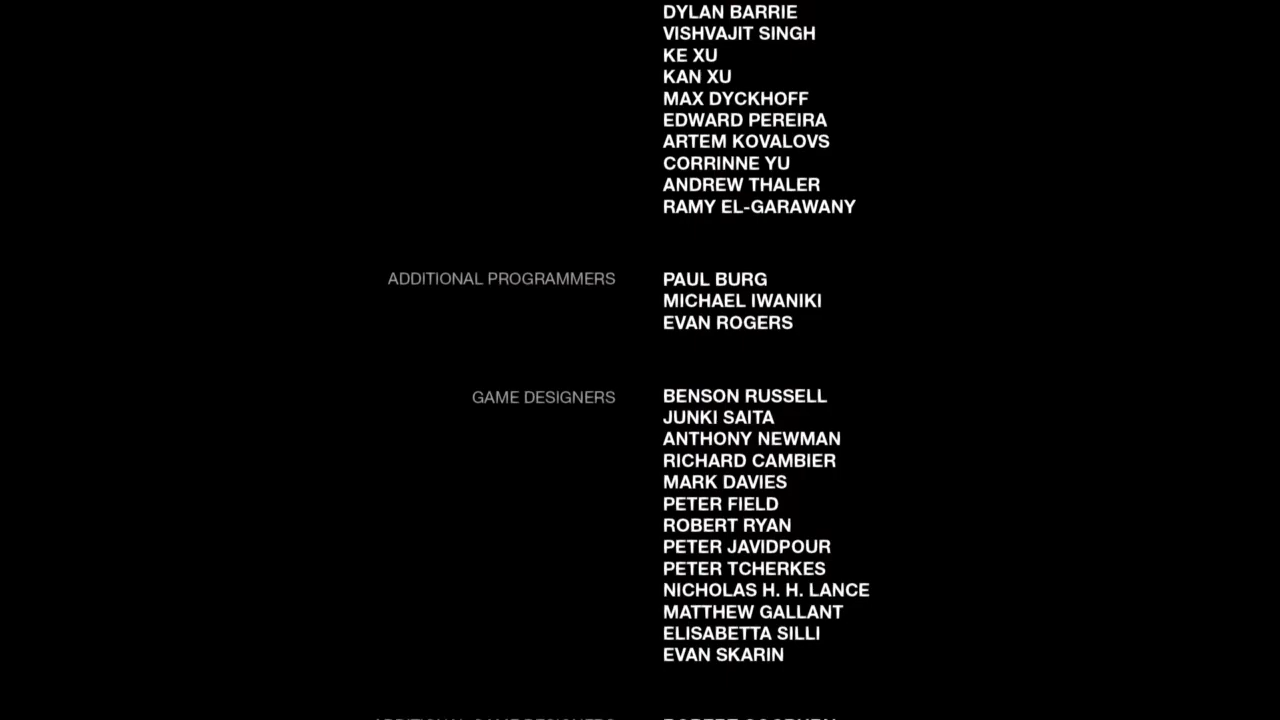 DYLAN BARRIE
VISHVAJIT SINGH
KE XU
KAN XU
MAX DYCKHOFF
EDWARD PEREIRA
ARTEM KOVALOVS
CORRINNE YU
ANDREW THALER
RAMY EL-GARAWANY
ADDITIONAL PROGRAMMERS PAUL BURG
MICHAEL IWANIKI
EVAN ROGERS
GAME DESIGNERS BENSON RUSSELL
JUNKI SAITA
ANTHONY NEWMAN
RICHARD CAMBIER
MARK DAVIES
PETER FIELD
ROBERT RYAN
PETER JAVIDPOUR
PETER TCHERKES
NICHOLAS H. H. LANCE
MATTHEW GALLANT
ELISABETTA SILLI
EVAN SKARIN